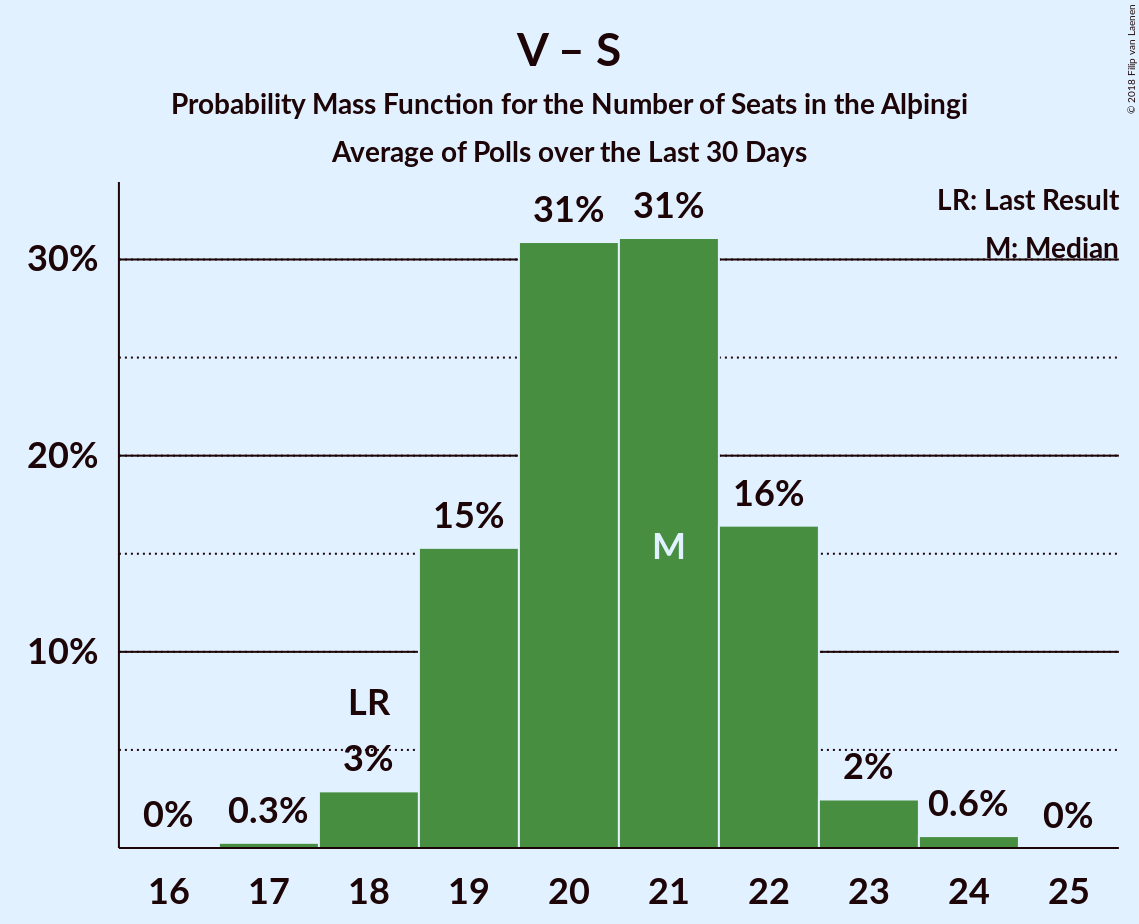 V – S
Probability Mass Function for the Number of Seats in the Alþingi
Average of Polls over the Last 30 Days
© 2018 Filip van Laenen
LR: Last Result
M: Median
30%
20%
10%
0%
0.3%
LR
3%
15%
31%
31%
M
16%
2%
0.6%
0%
16 17 18 19 20 21 22 23 24 25